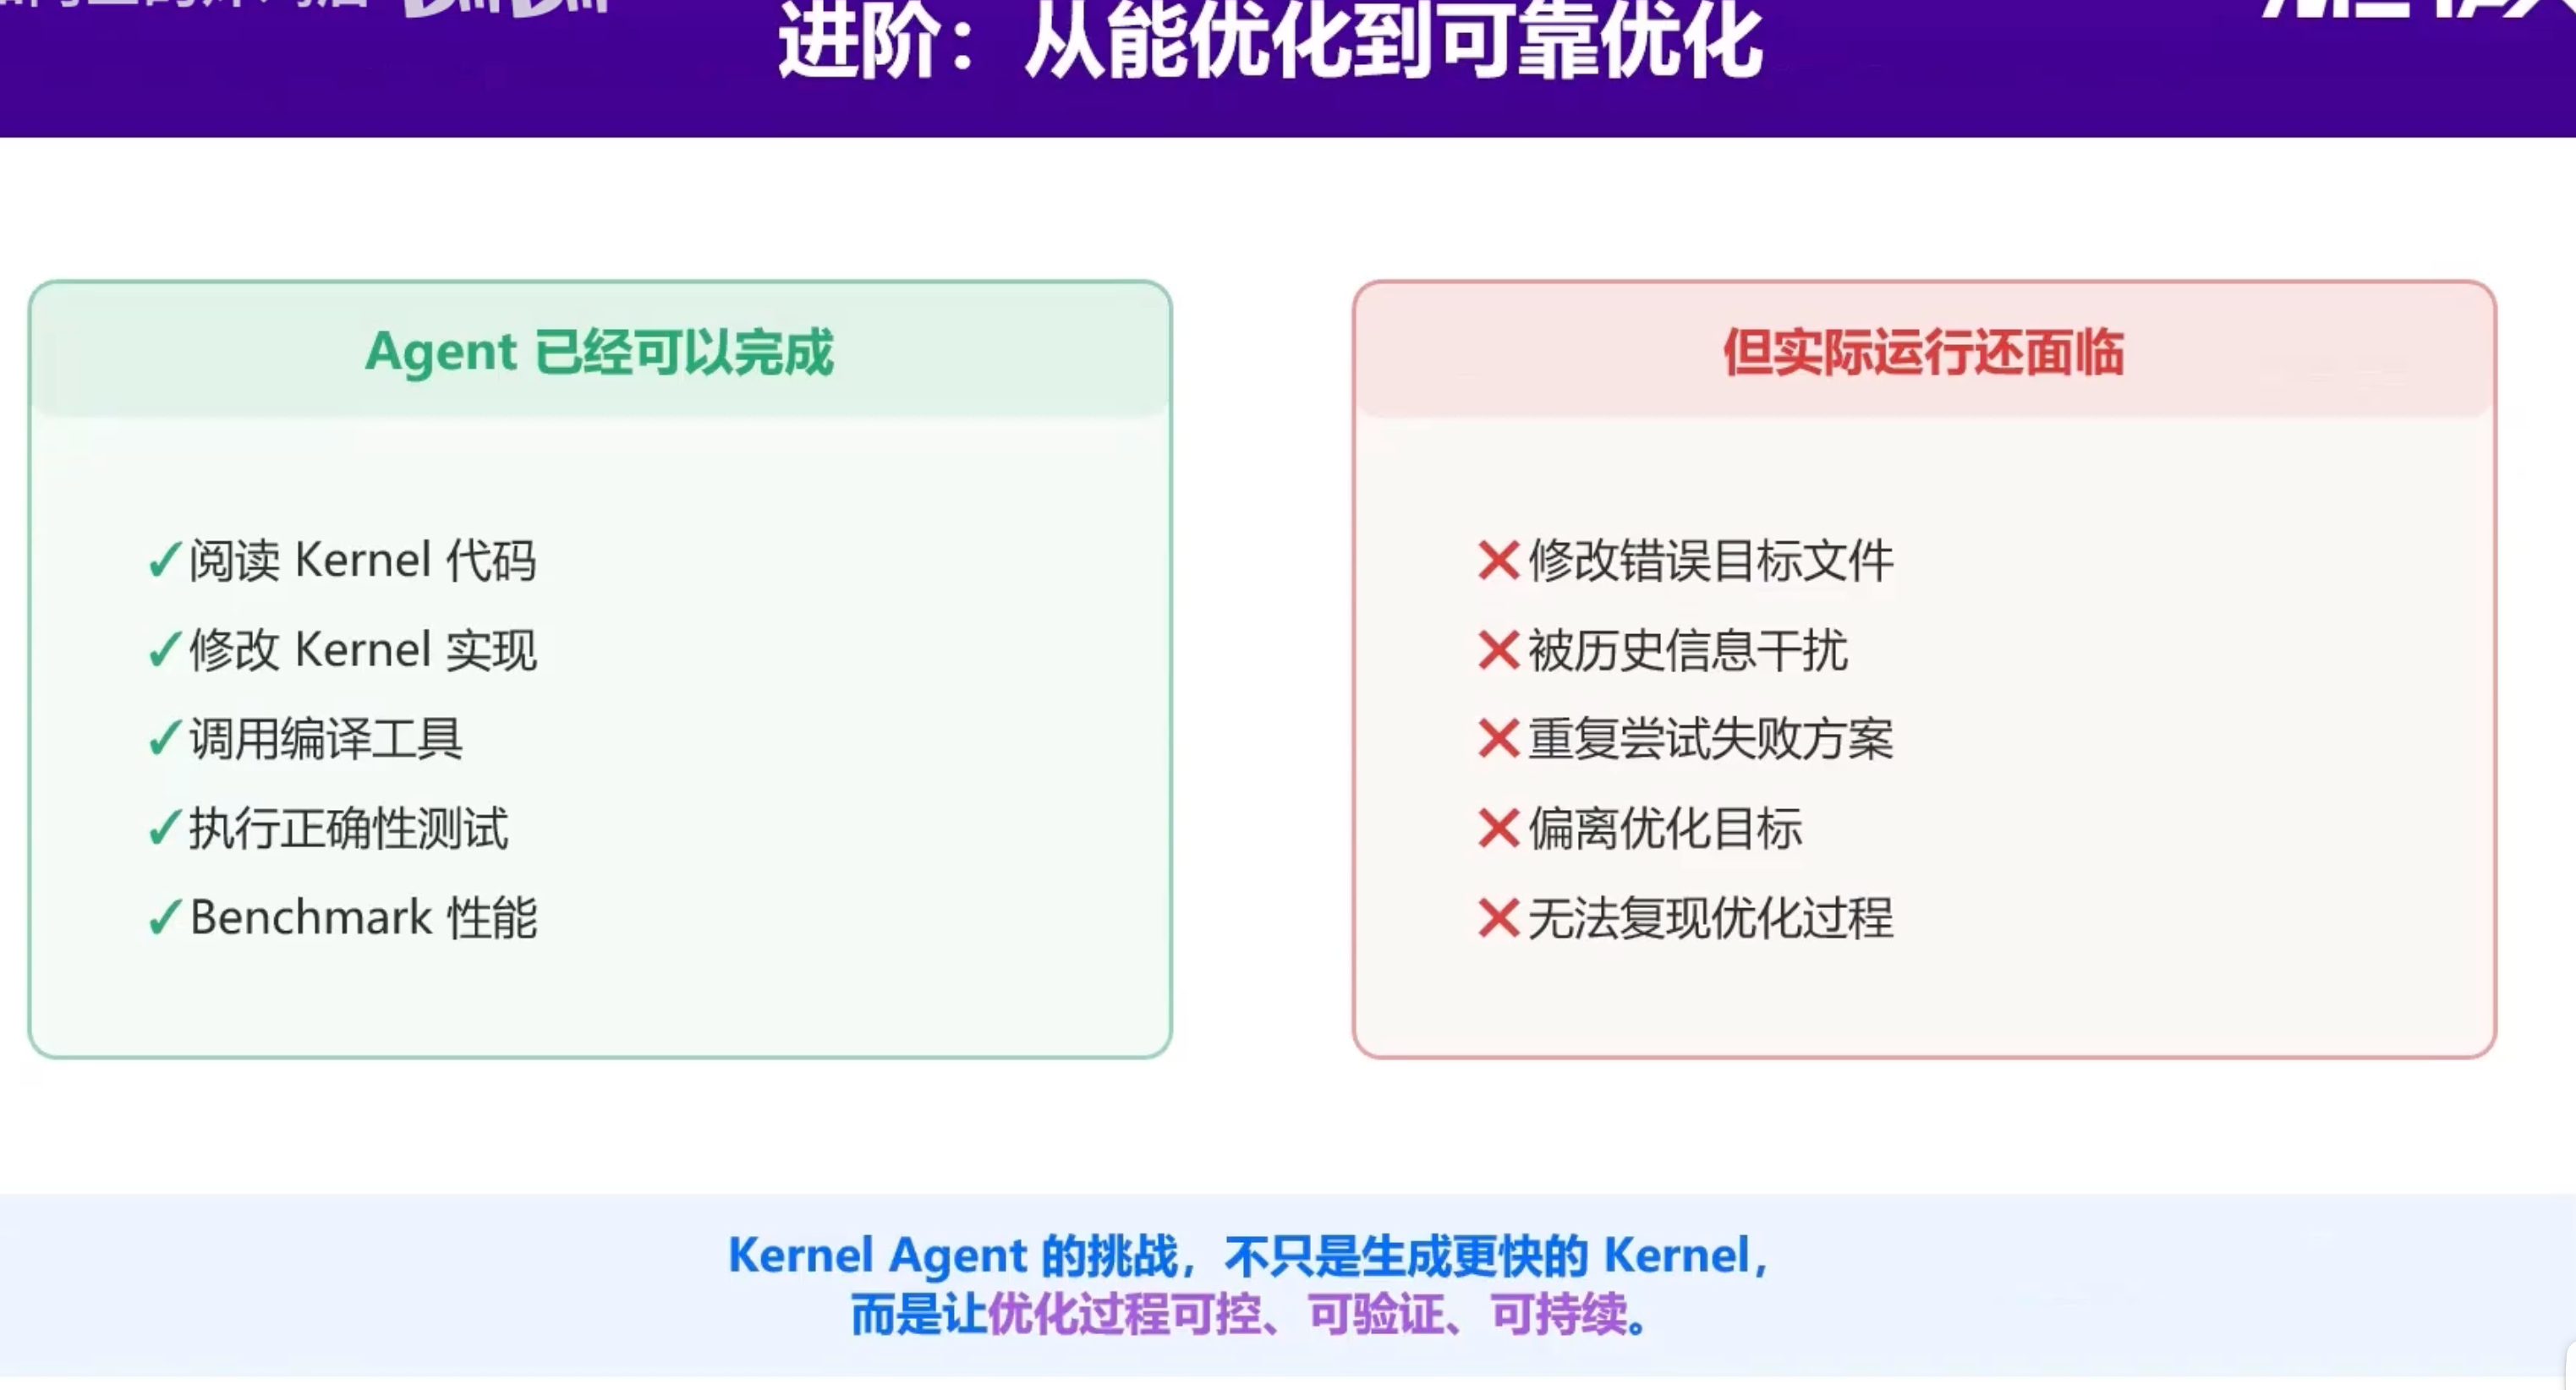 进阶：从能优化到可靠优化
Agent 已经可以完成
✓阅读 Kernel 代码
✓修改 Kernel 实现
✓调用编译工具
✓执行正确性测试
✓Benchmark 性能
但实际运行还面临
✕修改错误目标文件
✕被历史信息干扰
✕重复尝试失败方案
✕偏离优化目标
✕无法复现优化过程
Kernel Agent 的挑战，不只是生成更快的 Kernel，
而是让优化过程可控、可验证、可持续。